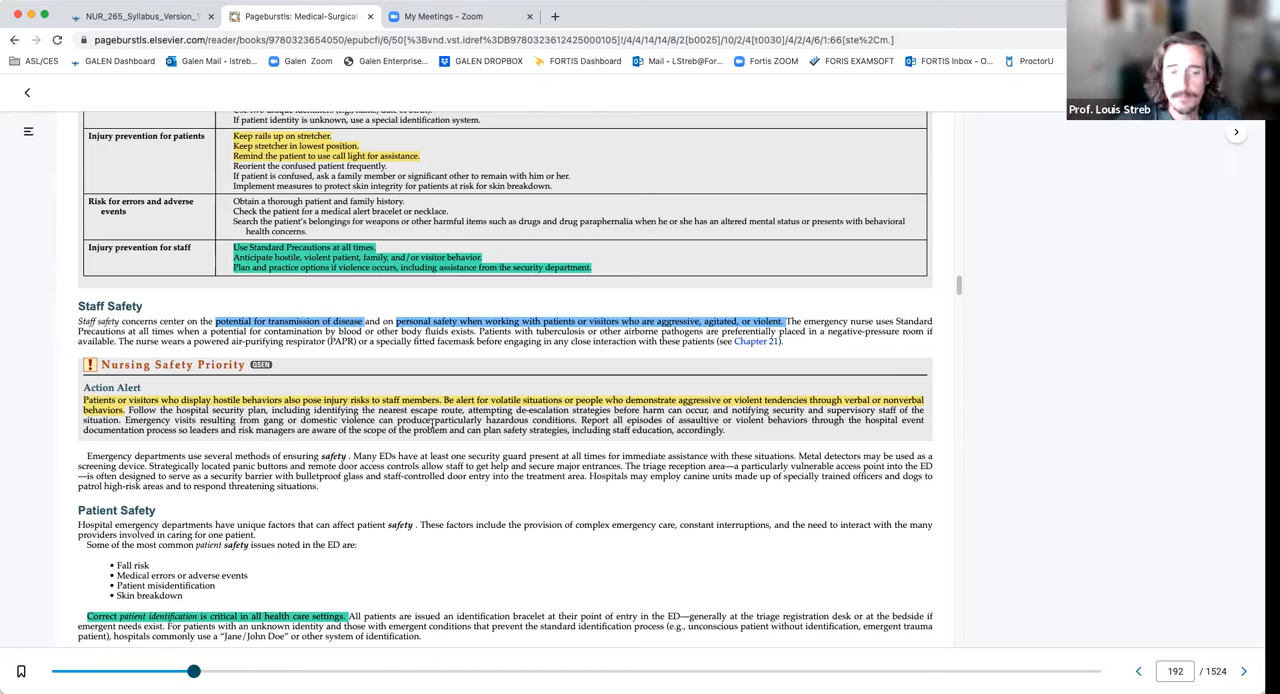 NUR_265_Syllabus_Version_1
Pageburstls: Medical-Surgical
My Meetings - Zoom
pageburstls.elsevier.com/reader/books/9780323654050/epubcfi/6/50[%3Bvnd.vst.idref%3DB9780323612425000105]!/4/4/14/14/8/2[b0025]/10/2/4[t0030]/4/2/4/6/1:66[ste%2Cm.]
ASL/CES
GALEN Dashboard
Galen Mail - lstreb...
Galen Zoom
Galen Enterprise...
GALEN DROPBOX
FORTIS Dashboard
Mail - LStreb@For...
Fortis ZOOM
FORIS EXAMSOFT
FORTIS Inbox - O...
ProctorU
Prof. Louis Streb
If patient identity is unknown, use a special identification system.
Injury prevention for patients
Keep rails up on stretcher.
Keep stretcher in lowest position.
Remind the patient to use call light for assistance.
Reorient the confused patient frequently.
If patient is confused, ask a family member or significant other to remain with him or her.
Implement measures to protect skin integrity for patients at risk for skin breakdown.
Risk for errors and adverse
events
Obtain a thorough patient and family history.
Check the patient for a medical alert bracelet or necklace.
Search the patient's belongings for weapons or other harmful items such as drugs and drug paraphernalia when he or she has an altered mental status or presents with behavioral
health concerns.
Injury prevention for staff
Use Standard Precautions at all times.
Anticipate hostile, violent patient, family, and/or visitor behavior.
Plan and practice options if violence occurs, including assistance from the security department.
Staff Safety
Staff safety concerns center on the potential for transmission of disease and on personal safety when working with patients or visitors who are aggressive, agitated, or violent. The emergency nurse uses Standard
Precautions at all times when a potential for contamination by blood or other body fluids exists. Patients with tuberculosis or other airborne pathogens are preferentially placed in a negative-pressure room if
available. The nurse wears a powered air-purifying respirator (PAPR) or a specially fitted facemask before engaging in any close interaction with these patients (see Chapter 21).
! Nursing Safety Priority QSEN
Action Alert
Patients or visitors who display hostile behaviors also pose injury risks to staff members. Be alert for volatile situations or people who demonstrate aggressive or violent tendencies through verbal or nonverbal
behaviors. Follow the hospital security plan, including identifying the nearest escape route, attempting de-escalation strategies before harm can occur, and notifying security and supervisory staff of the
situation. Emergency visits resulting from gang or domestic violence can produce particularly hazardous conditions. Report all episodes of assaultive or violent behaviors through the hospital event
documentation process so leaders and risk managers are aware of the scope of the problem and can plan safety strategies, including staff education, accordingly.
Emergency departments use several methods of ensuring safety . Many EDs have at least one security guard present at all times for immediate assistance with these situations. Metal detectors may be used as a
screening device. Strategically located panic buttons and remote door access controls allow staff to get help and secure major entrances. The triage reception area—a particularly vulnerable access point into the ED
—is often designed to serve as a security barrier with bulletproof glass and staff-controlled door entry into the treatment area. Hospitals may employ canine units made up of specially trained officers and dogs to
patrol high-risk areas and to respond threatening situations.
Patient Safety
Hospital emergency departments have unique factors that can affect patient safety . These factors include the provision of complex emergency care, constant interruptions, and the need to interact with the many
providers involved in caring for one patient.
Some of the most common patient safety issues noted in the ED are:
• Fall risk
• Medical errors or adverse events
• Patient misidentification
• Skin breakdown
Correct patient identification is critical in all health care settings. All patients are issued an identification bracelet at their point of entry in the ED—generally at the triage registration desk or at the bedside if
emergent needs exist. For patients with an unknown identity and those with emergent conditions that prevent the standard identification process (e.g., unconscious patient without identification, emergent trauma
patient), hospitals commonly use a "Jane/John Doe" or other system of identification.
192 / 1524